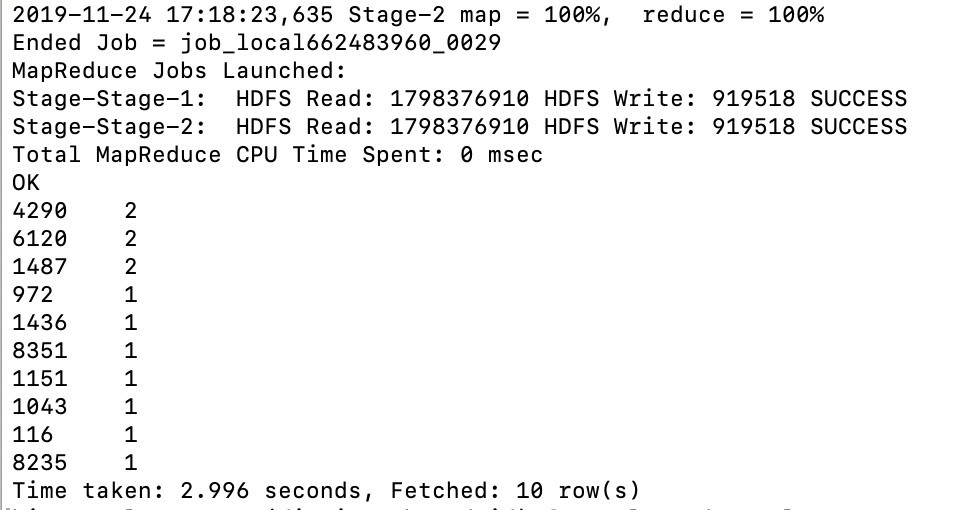 2019-11-24 17:18:23,635 Stage-2 map = 100%,  reduce = 100%
Ended Job = job_local662483960_0029
MapReduce Jobs Launched:
Stage-Stage-1:  HDFS Read: 1798376910 HDFS Write: 919518 SUCCESS
Stage-Stage-2:  HDFS Read: 1798376910 HDFS Write: 919518 SUCCESS
Total MapReduce CPU Time Spent: 0 msec
OK
4290    2
6120    2
1487    2
972     1
1436    1
8351    1
1151    1
1043    1
116     1
8235    1
Time taken: 2.996 seconds, Fetched: 10 row(s)